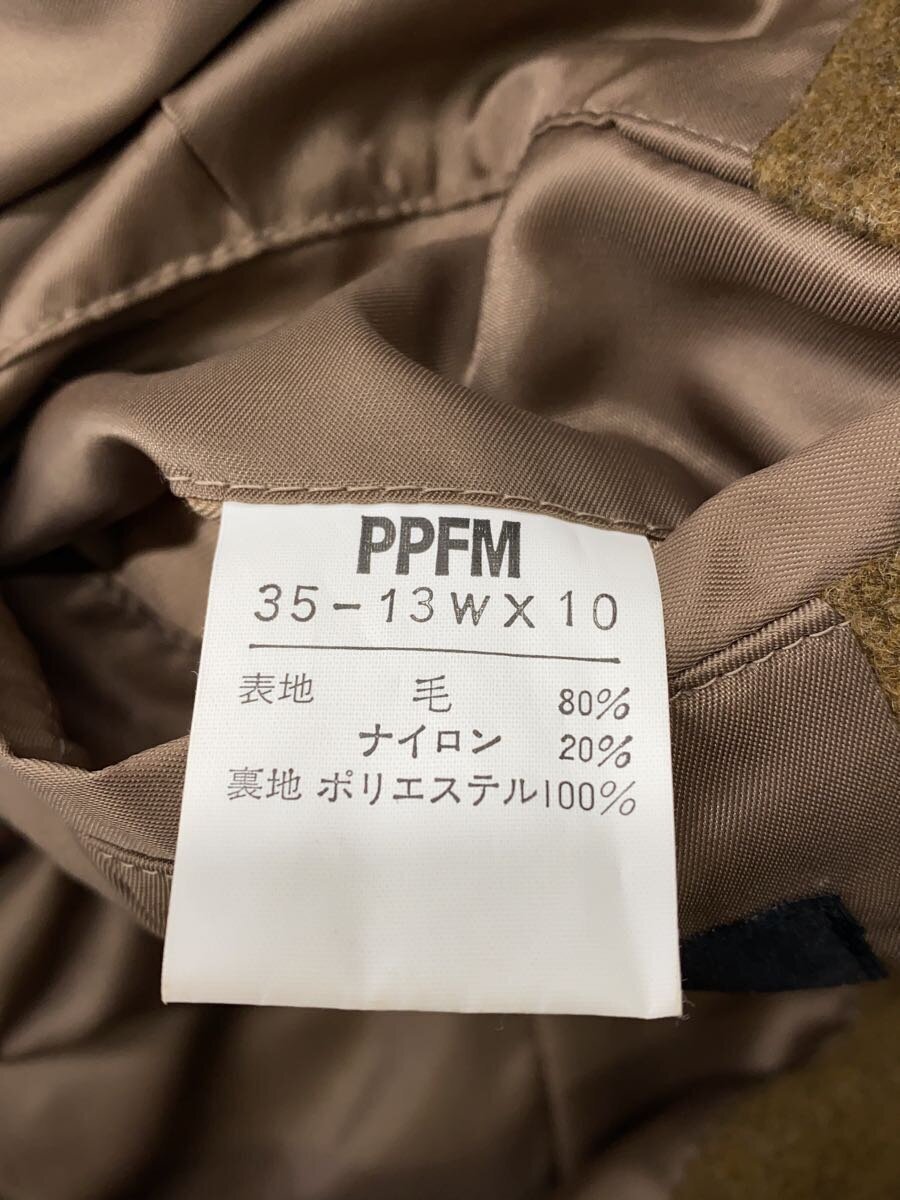 PPFM
35-13WX10
表地 毛 80%
ナイロン 20%
裏地 ポリエステル100%